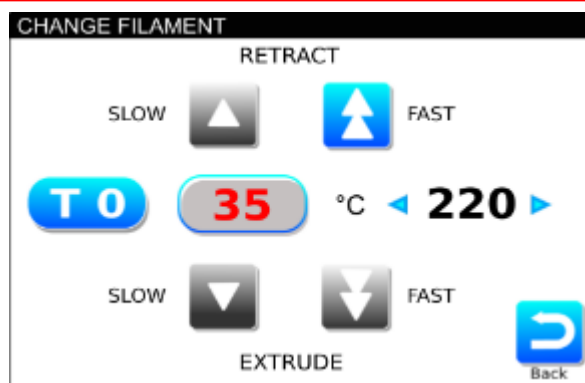 CHANGE FILAMENT
RETRACT
SLOW FAST
T 0 35 °C 220
SLOW FAST
EXTRUDE
Back